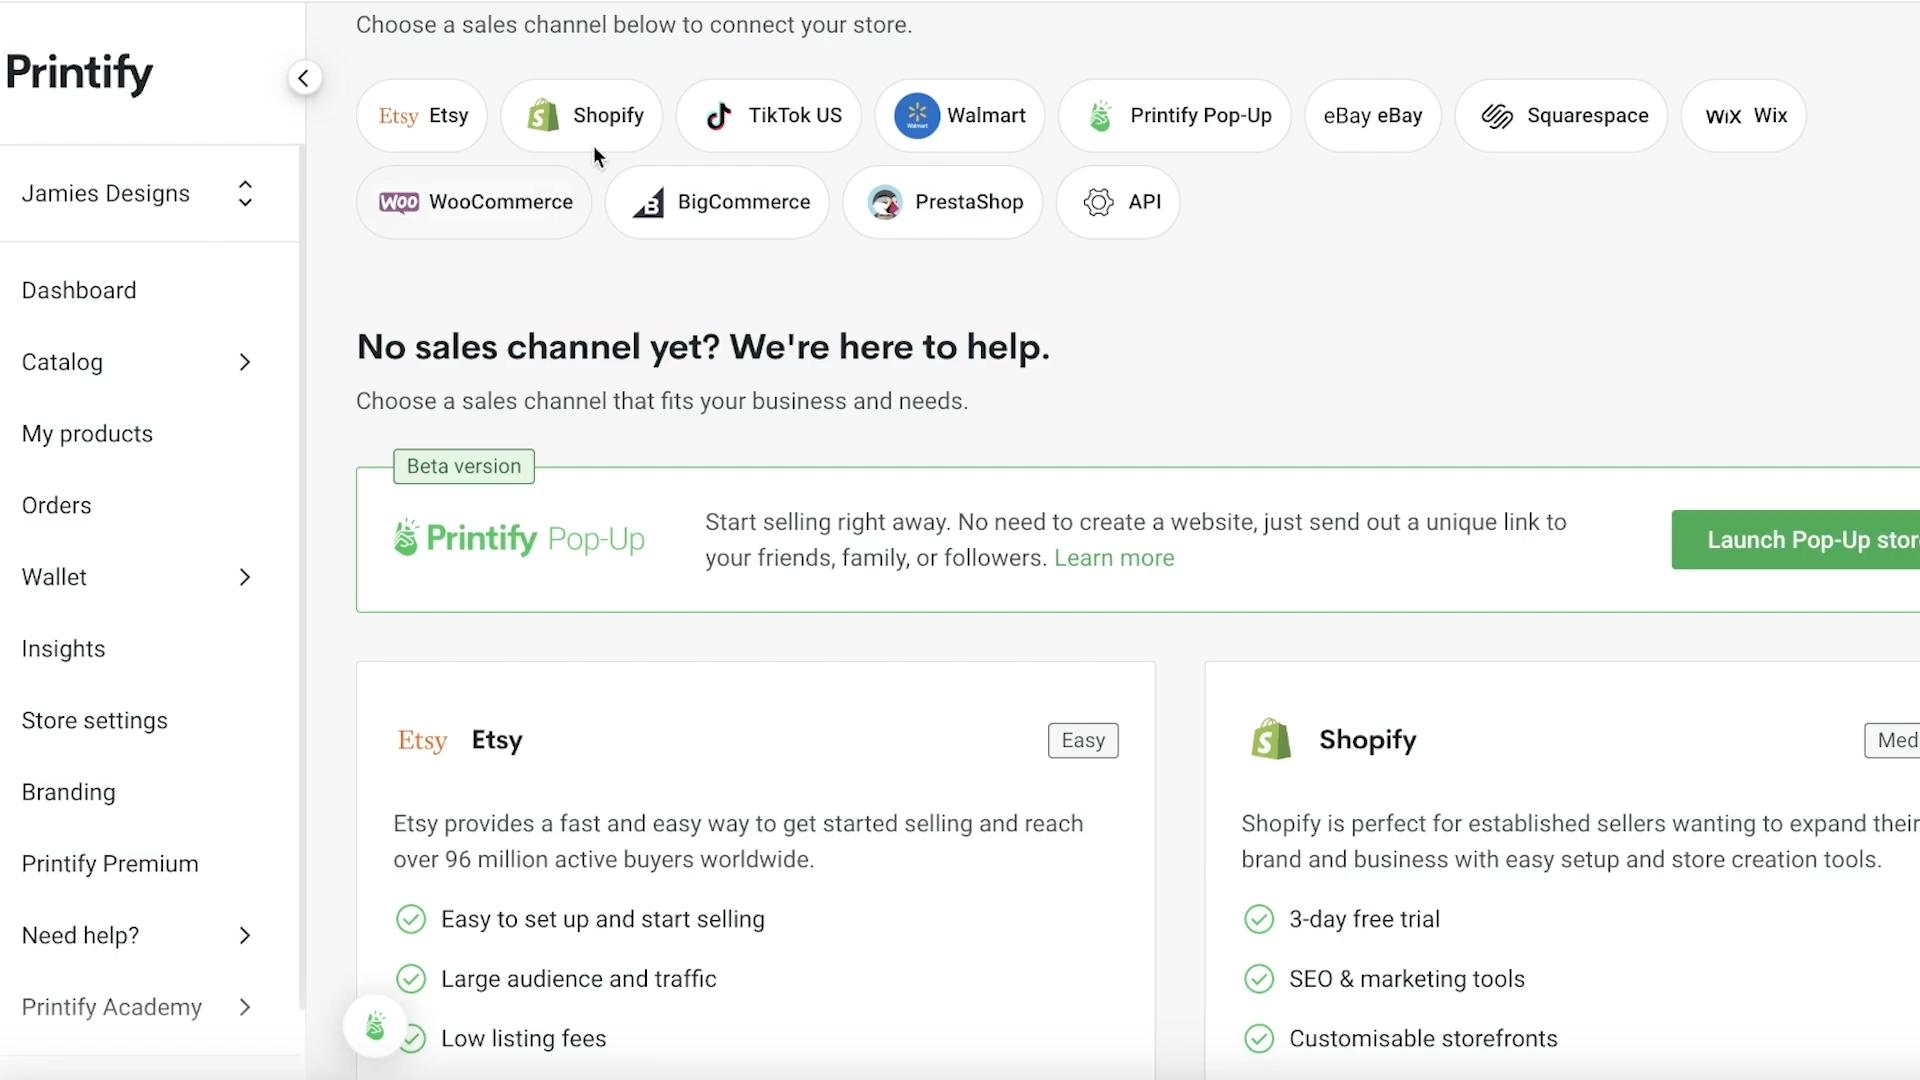 Printify
Jamies Designs
Dashboard
Catalog
My products
Orders
Wallet
Insights
Store settings
Branding
Printify Premium
Need help?
Printify Academy
Choose a sales channel below to connect your store.
Etsy Etsy
Shopify
TikTok US
Walmart Walmart
Printify Pop-Up
eBay eBay
Squarespace
WiX Wix
WOO WooCommerce
B BigCommerce
PrestaShop
API
No sales channel yet? We're here to help.
Choose a sales channel that fits your business and needs.
Beta version
Printify Pop-Up
Start selling right away. No need to create a website, just send out a unique link to
your friends, family, or followers. Learn more
Launch Pop-Up stor
Etsy Etsy
Easy
Etsy provides a fast and easy way to get started selling and reach
over 96 million active buyers worldwide.
Easy to set up and start selling
Large audience and traffic
Low listing fees
Shopify
Med
Shopify is perfect for established sellers wanting to expand their
brand and business with easy setup and store creation tools.
3-day free trial
SEO & marketing tools
Customisable storefronts